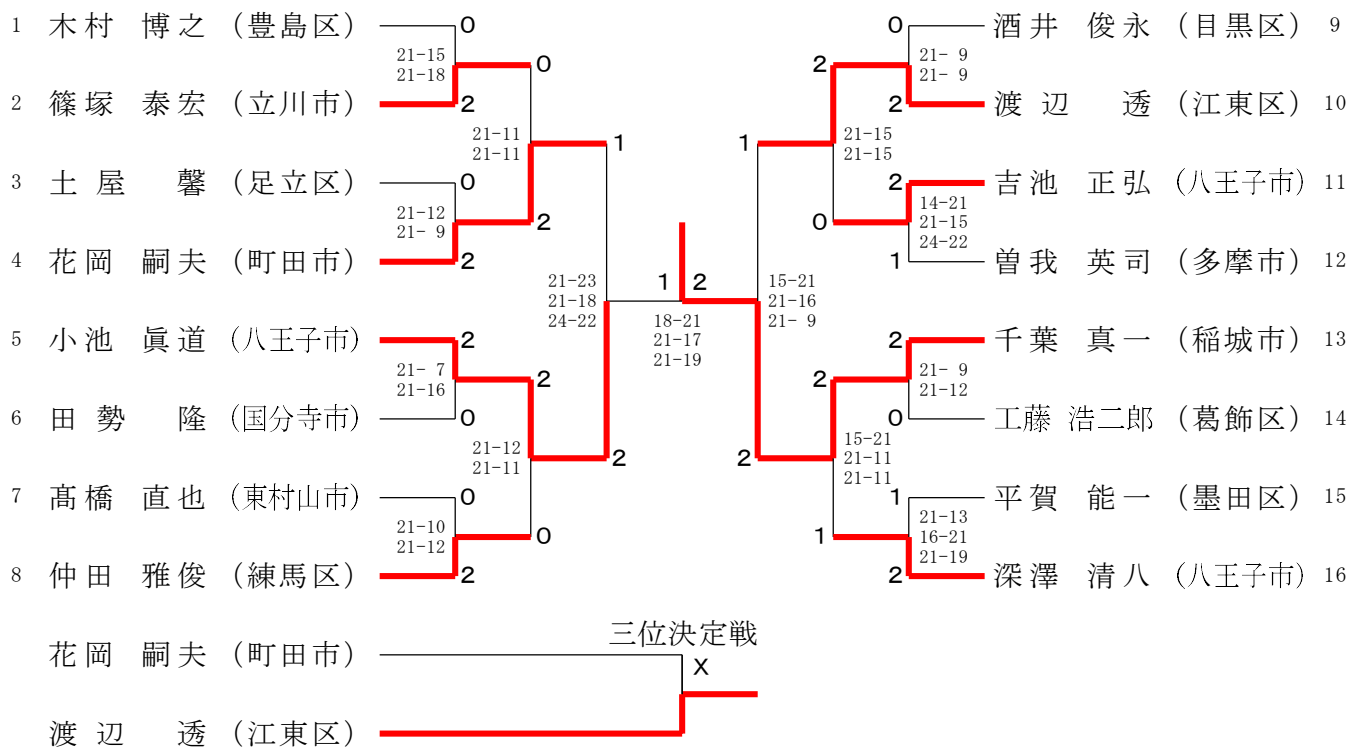 1 木村 博之 (豊島区) 0
0 酒井 俊永 (目黒区) 9
21-15
21-18
0
2
21- 9
21- 9
2 篠塚 泰宏 (立川市) 2
2 渡辺 透 (江東区) 10
21-11
21-11
1
1
21-15
21-15
3 土屋 馨 (足立区) 0
2 吉池 正弘 (八王子市) 11
21-12
21- 9
2
0
14-21
21-15
24-22
4 花岡 嗣夫 (町田市) 2
1 曽我 英司 (多摩市) 12
21-23
21-18
24-22
1 2
18-21
21-17
21-19
15-21
21-16
21- 9
5 小池 眞道 (八王子市) 2
2 千葉 真一 (稲城市) 13
21- 7
21-16
2
2
21- 9
21-12
6 田勢 隆 (国分寺市) 0
0 工藤 浩二郎 (葛飾区) 14
21-12
21-11
2
2
15-21
21-11
21-11
7 髙橋 直也 (東村山市) 0
1 平賀 能一 (墨田区) 15
21-10
21-12
0
1
21-13
16-21
21-19
8 仲田 雅俊 (練馬区) 2
2 深澤 清八 (八王子市) 16
三位決定戦
花岡 嗣夫 (町田市)
X
渡辺 透 (江東区)